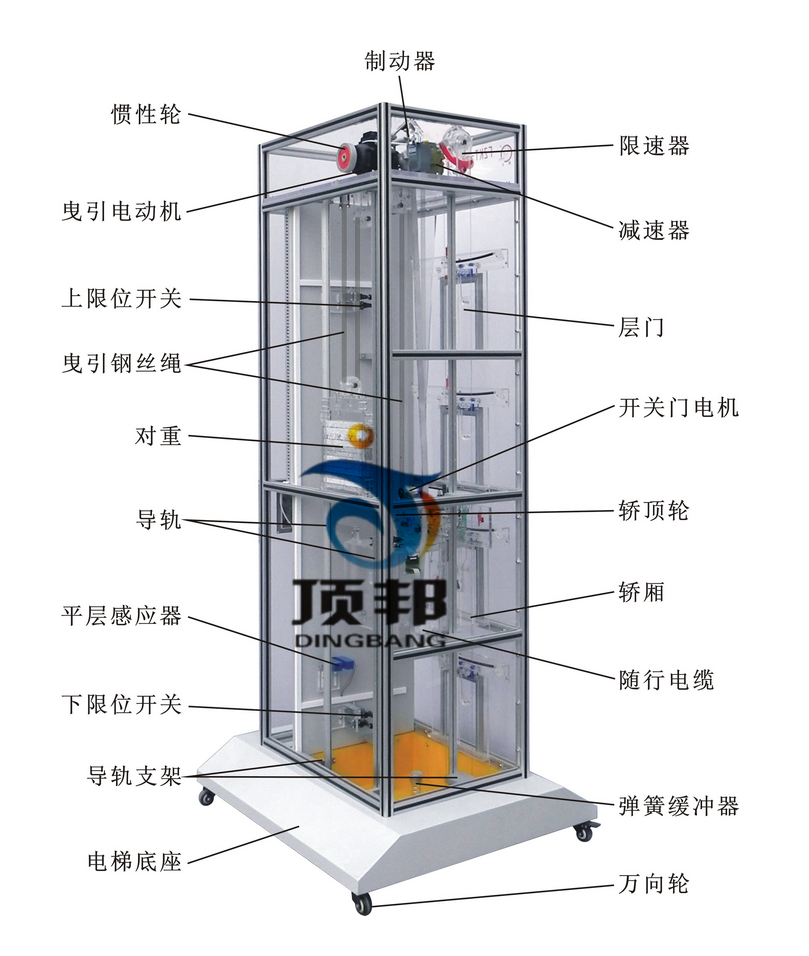 制动器
惯性轮
限速器
曳引电动机
减速器
上限位开关
层门
曳引钢丝绳
开关门电机
对重
轿顶轮
导轨
轿厢
顶邦
DINGBANG
平层感应器
随行电缆
下限位开关
导轨支架
弹簧缓冲器
电梯底座
万向轮